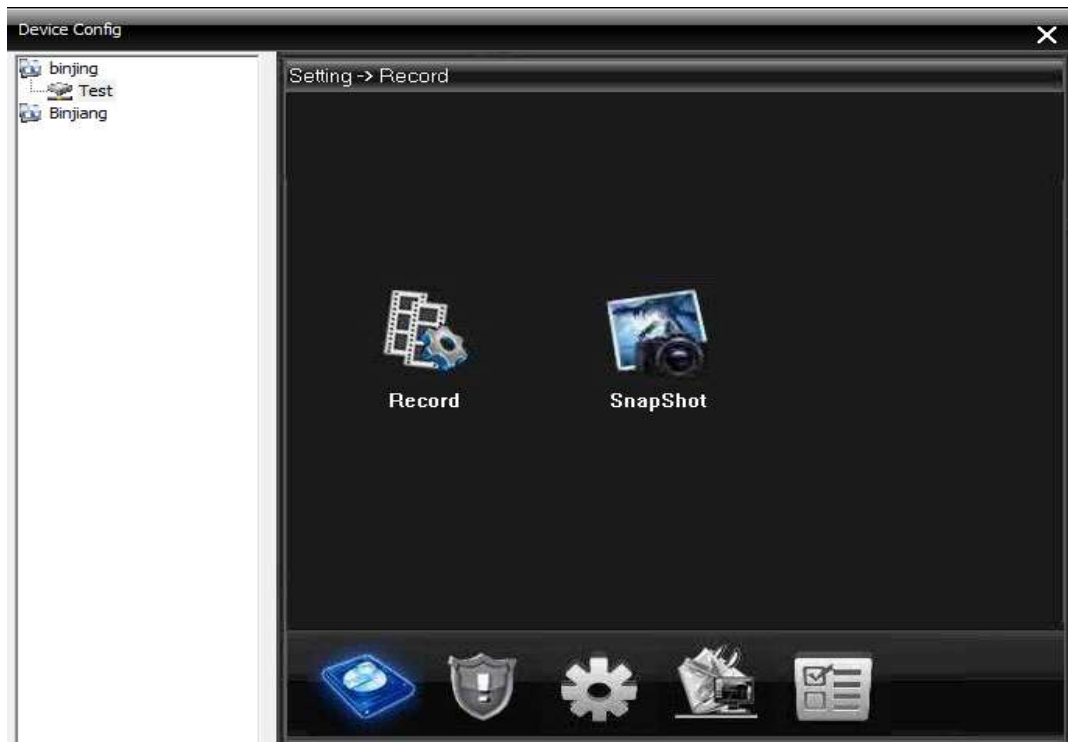 Device Config
binjing
Test
Binjiang
Setting -> Record
Record
SnapShot